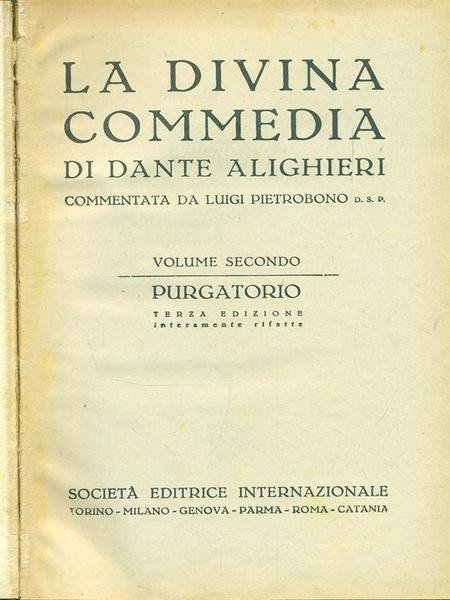 LA DIVINA
COMMEDIA
DI DANTE ALIGHIERI
COMMENTATA DA LUIGI PIETROBONO D. S. P.
VOLUME SECONDO
PURGATORIO
TERZA EDIZIONE
interamente rifatta
SOCIETÀ EDITRICE INTERNAZIONALE
TORINO - MILANO - GENOVA - PARMA - ROMA - CATANIA